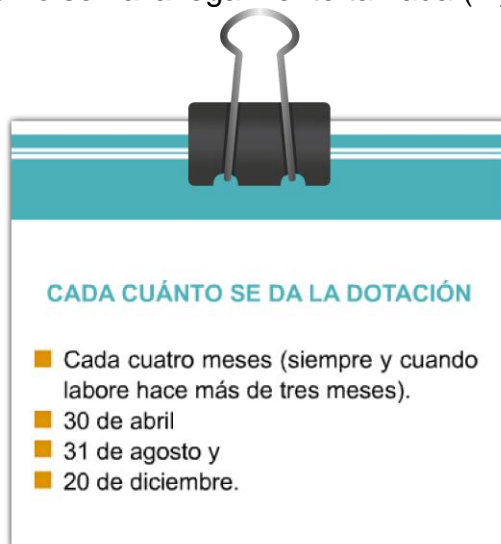 CADA CUÁNTO SE DA LA DOTACIÓN
Cada cuatro meses (siempre y cuando
labore hace más de tres meses).
30 de abril
31 de agosto y
20 de diciembre.